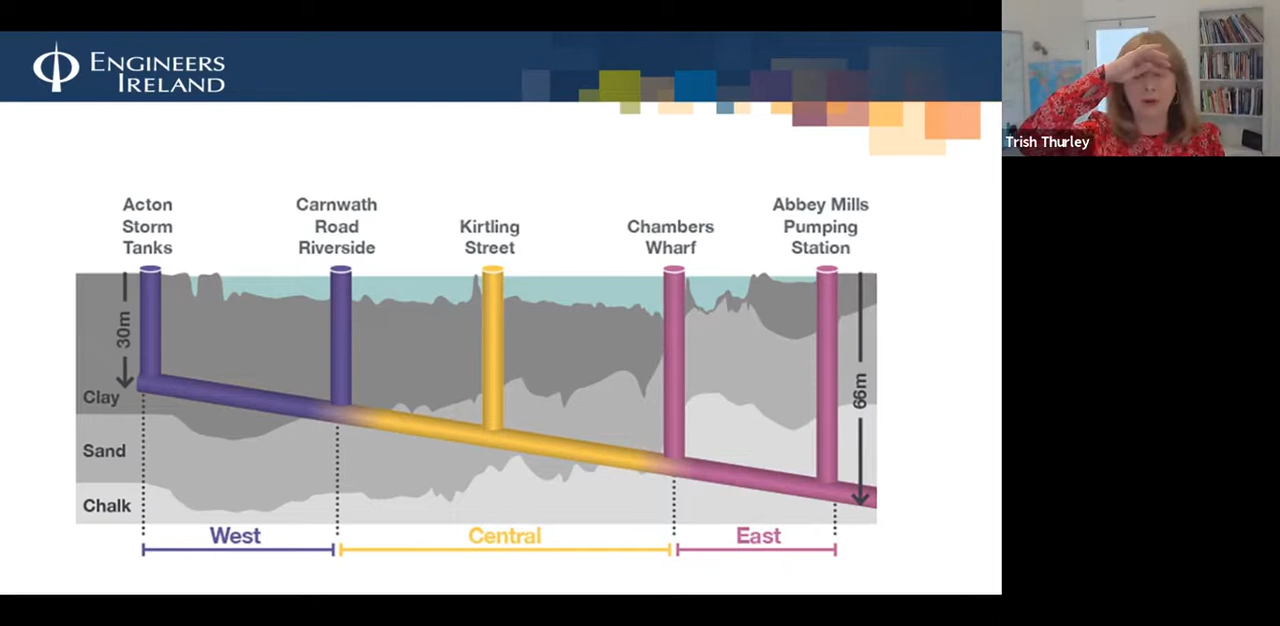 ENGINEERS
IRELAND
Trish Thurley
Acton
Storm
Tanks
Carnwath
Road
Riverside
Kirtling
Street
Chambers
Wharf
Abbey Mills
Pumping
Station
30m
66m
Clay
Sand
Chalk
West
Central
East